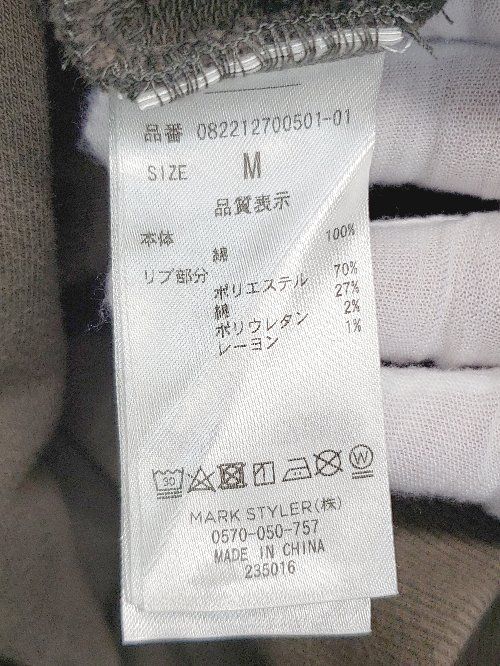 品番 082212700501-01
SIZE M
品質表示
本体 綿 100%
リブ部分 ポリエステル 70%
綿 27%
ポリウレタン 2%
レーヨン 1%
30
W
MARK STYLER(株)
0570-050-757
MADE IN CHINA
235016